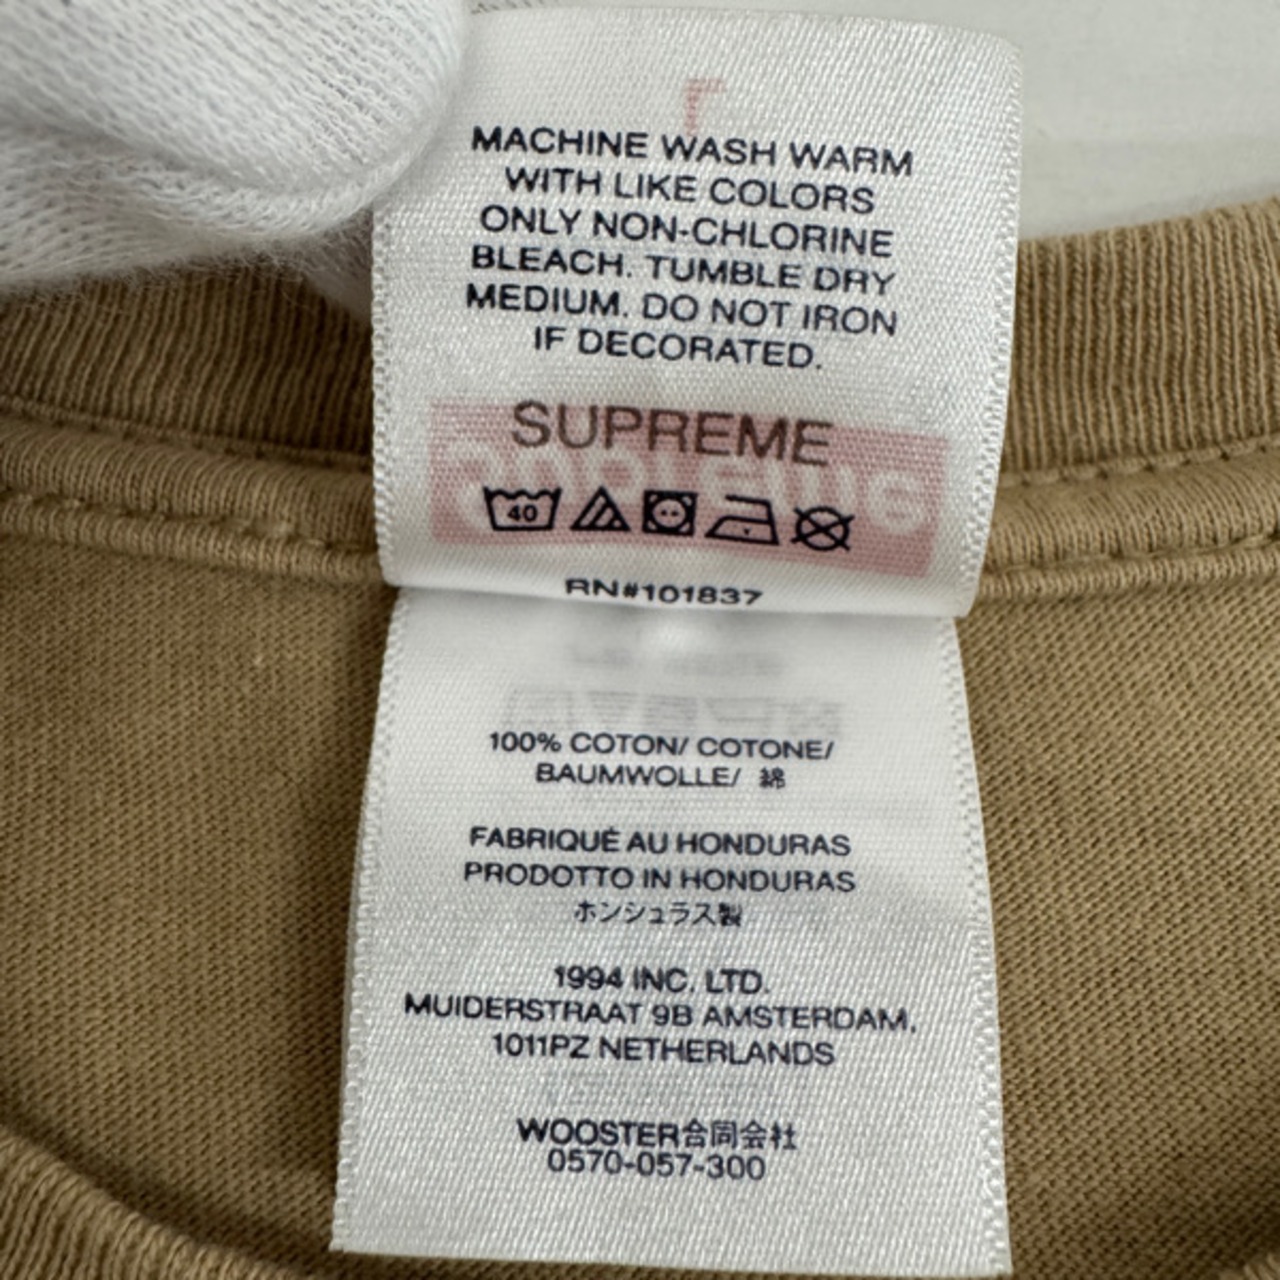 MACHINE WASH WARM
WITH LIKE COLORS
ONLY NON-CHLORINE
BLEACH. TUMBLE DRY
MEDIUM. DO NOT IRON
IF DECORATED.
SUPREME
40
RN#101837
100% COTON/ COTONE/
BAUMWOLLE/ 綿
FABRIQUÉ AU HONDURAS
PRODOTTO IN HONDURAS
ホンジュラス製
1994 INC. LTD.
MUIDERSTRAAT 9B AMSTERDAM,
1011PZ NETHERLANDS
WOOSTER合同会社
0570-057-300